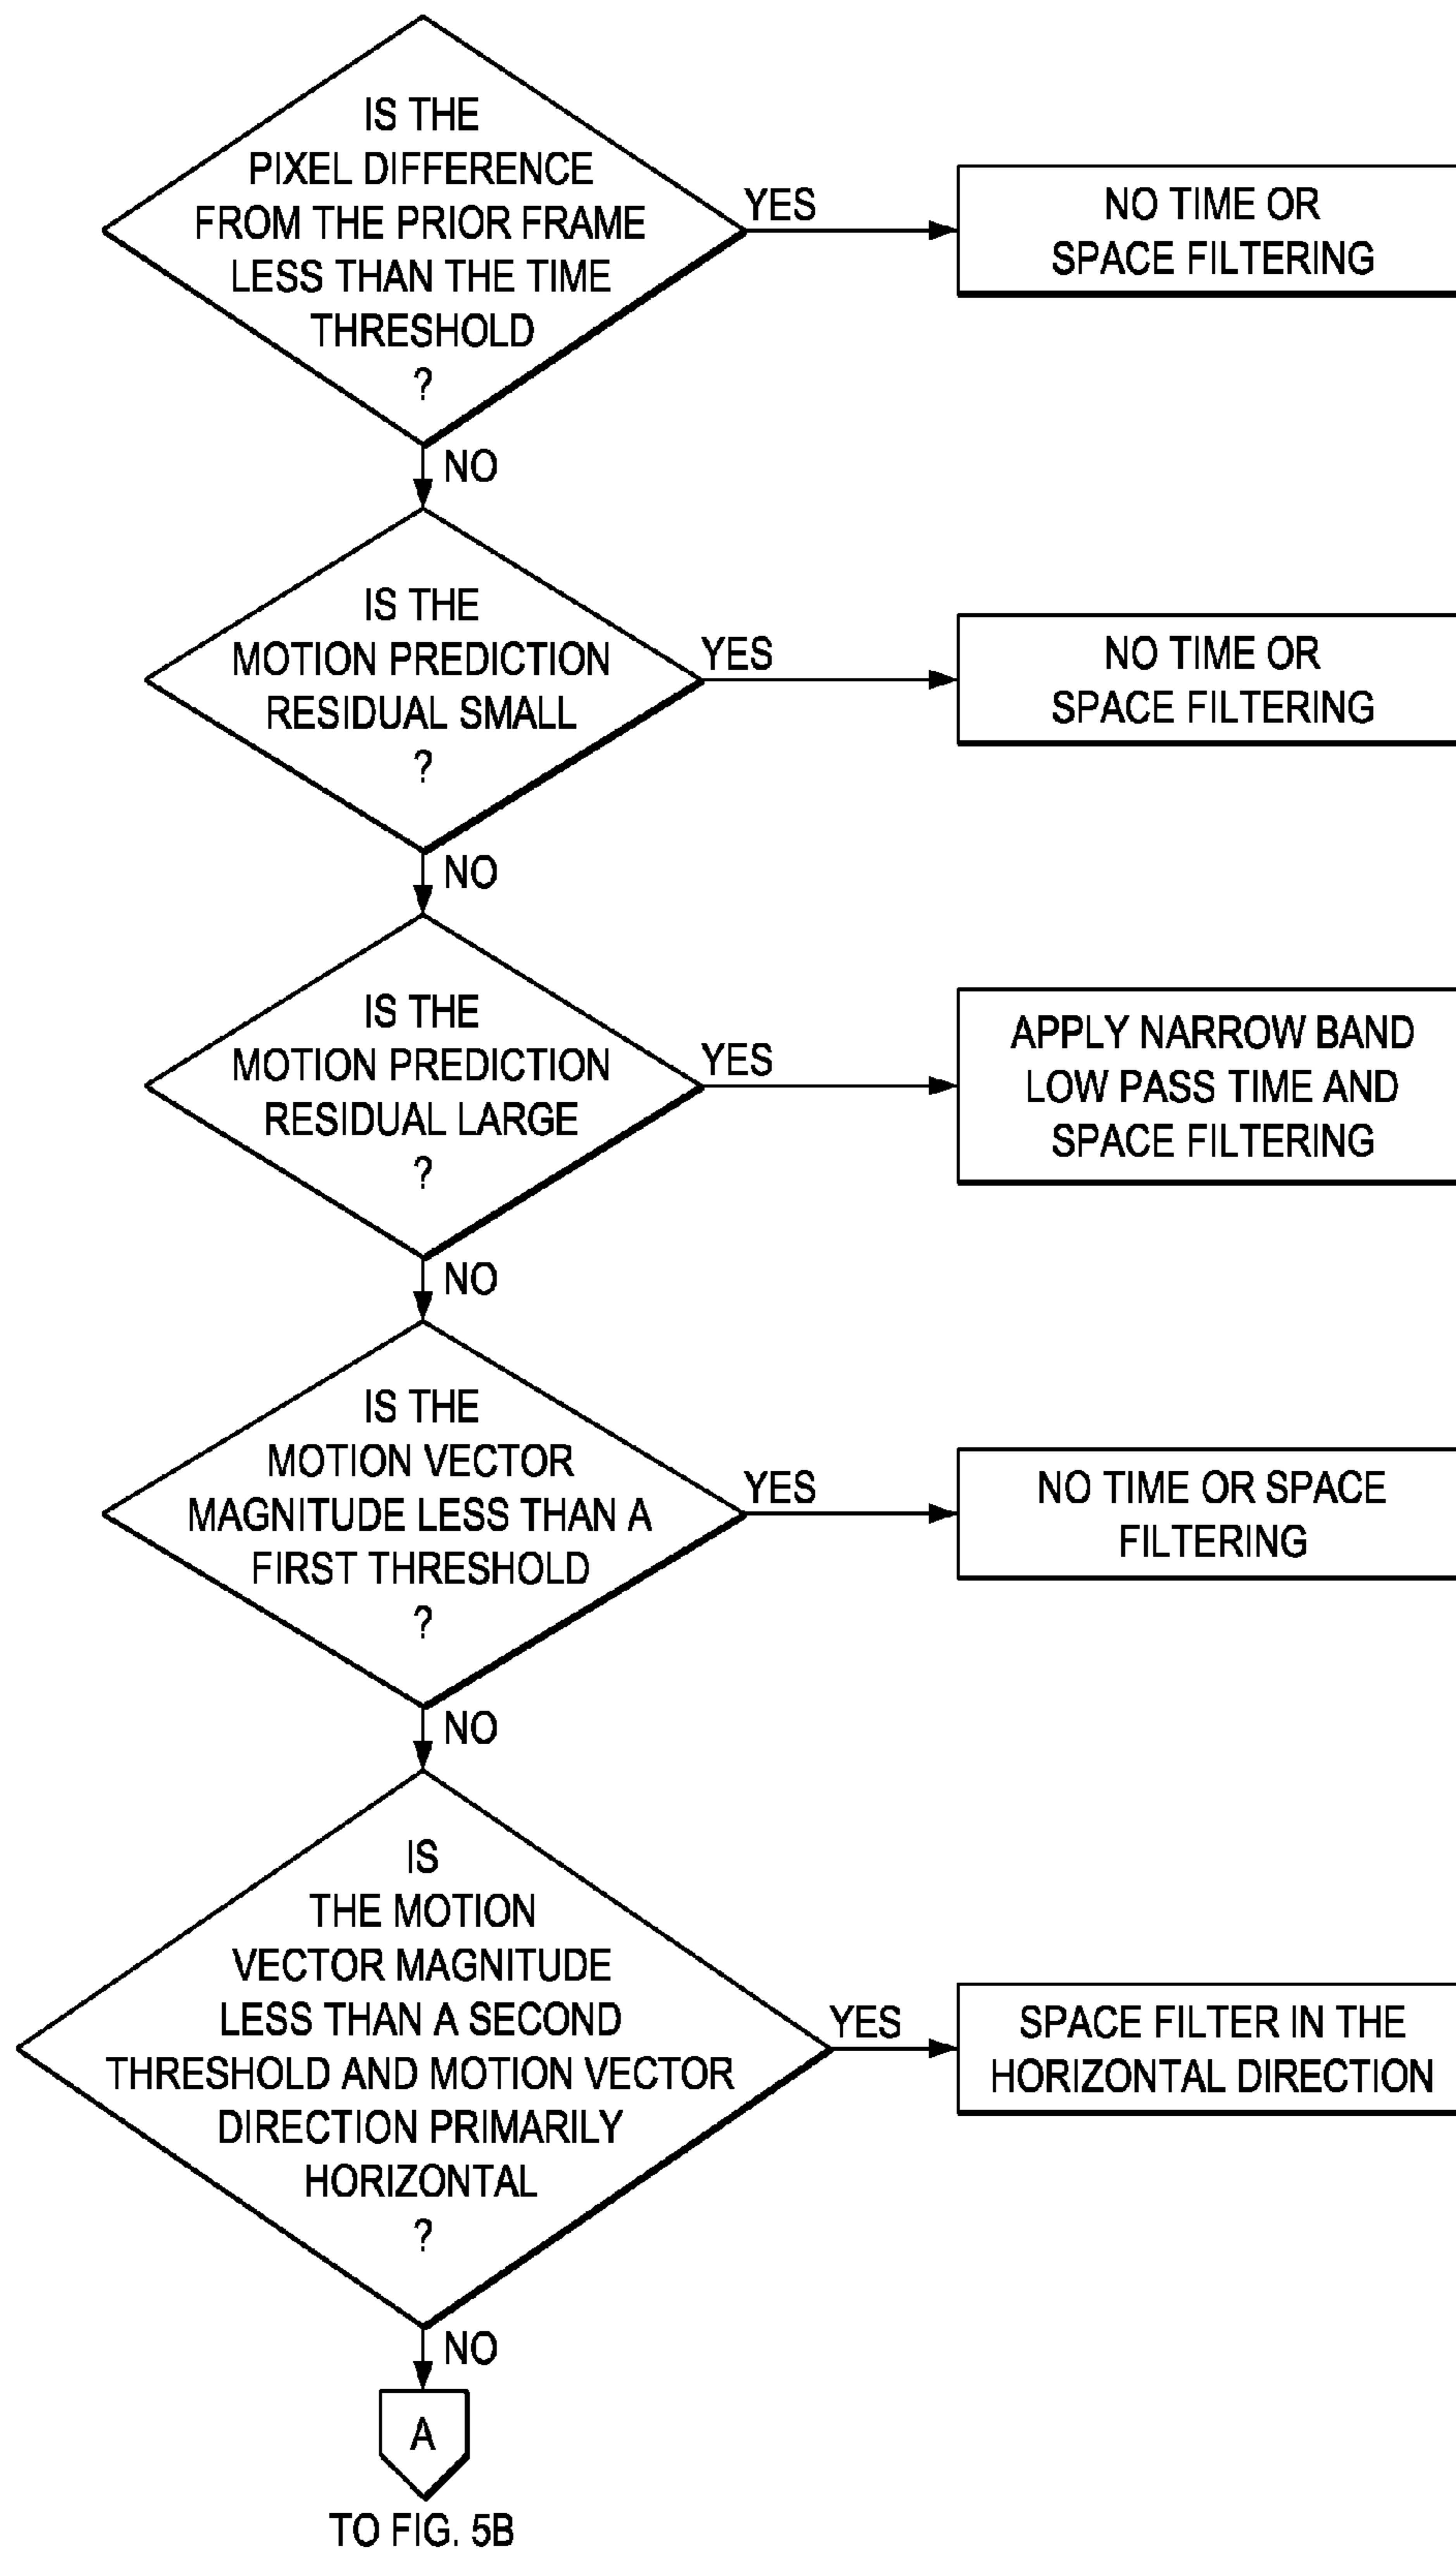 IS THE
PIXEL DIFFERENCE
FROM THE PRIOR FRAME
LESS THAN THE TIME
THRESHOLD
?
YES
NO TIME OR
SPACE FILTERING
NO
IS THE
MOTION PREDICTION
RESIDUAL SMALL
?
YES
NO TIME OR
SPACE FILTERING
NO
IS THE
MOTION PREDICTION
RESIDUAL LARGE
?
YES
APPLY NARROW BAND
LOW PASS TIME AND
SPACE FILTERING
NO
IS THE
MOTION VECTOR
MAGNITUDE LESS THAN A
FIRST THRESHOLD
?
YES
NO TIME OR SPACE
FILTERING
NO
IS
THE MOTION
VECTOR MAGNITUDE
LESS THAN A SECOND
THRESHOLD AND MOTION VECTOR
DIRECTION PRIMARILY
HORIZONTAL
?
YES
SPACE FILTER IN THE
HORIZONTAL DIRECTION
NO
A
TO FIG. 5B